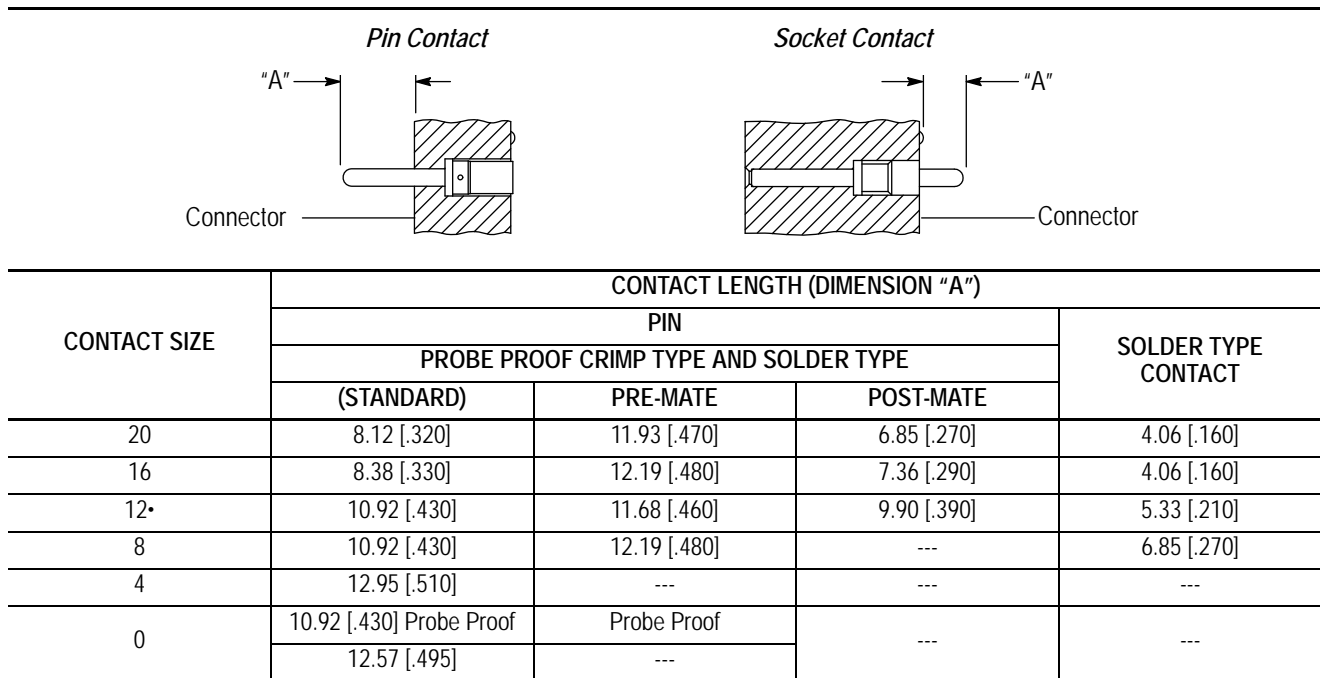 Pin Contact Socket Contact
"A" "A"
Connector Connector
CONTACT SIZE
CONTACT LENGTH (DIMENSION "A")
PIN
SOLDER TYPE
CONTACT
PROBE PROOF CRIMP TYPE AND SOLDER TYPE
(STANDARD) PRE-MATE POST-MATE
20 8.12 [.320] 11.93 [.470] 6.85 [.270] 4.06 [.160]
16 8.38 [.330] 12.19 [.480] 7.36 [.290] 4.06 [.160]
12• 10.92 [.430] 11.68 [.460] 9.90 [.390] 5.33 [.210]
8 10.92 [.430] 12.19 [.480] --- 6.85 [.270]
4 12.95 [.510] --- --- ---
0 10.92 [.430] Probe Proof Probe Proof --- ---
12.57 [.495] ---